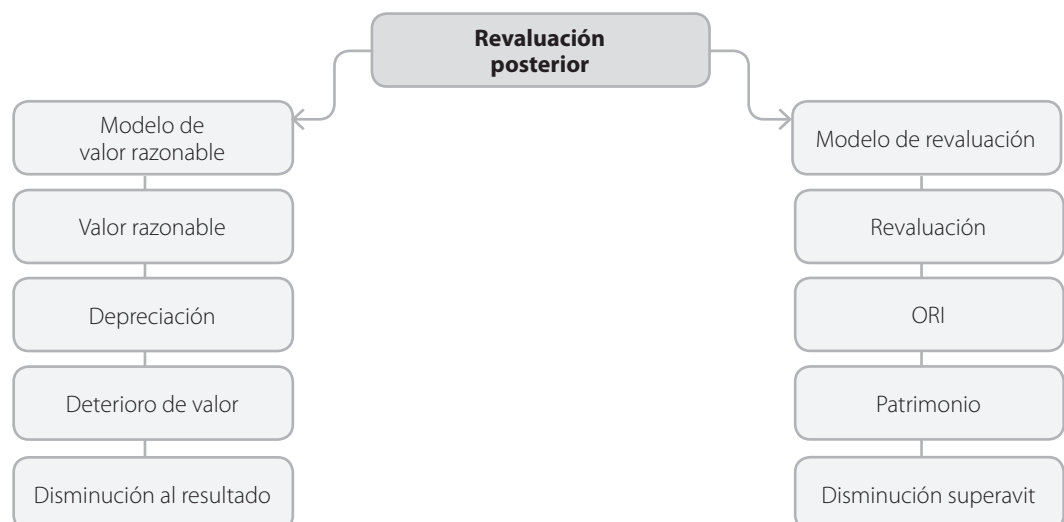 Revaluación
posterior
Modelo de
valor razonable
Valor razonable
Depreciación
Deterioro de valor
Disminución al resultado
Modelo de revaluación
Revaluación
ORI
Patrimonio
Disminución superavit